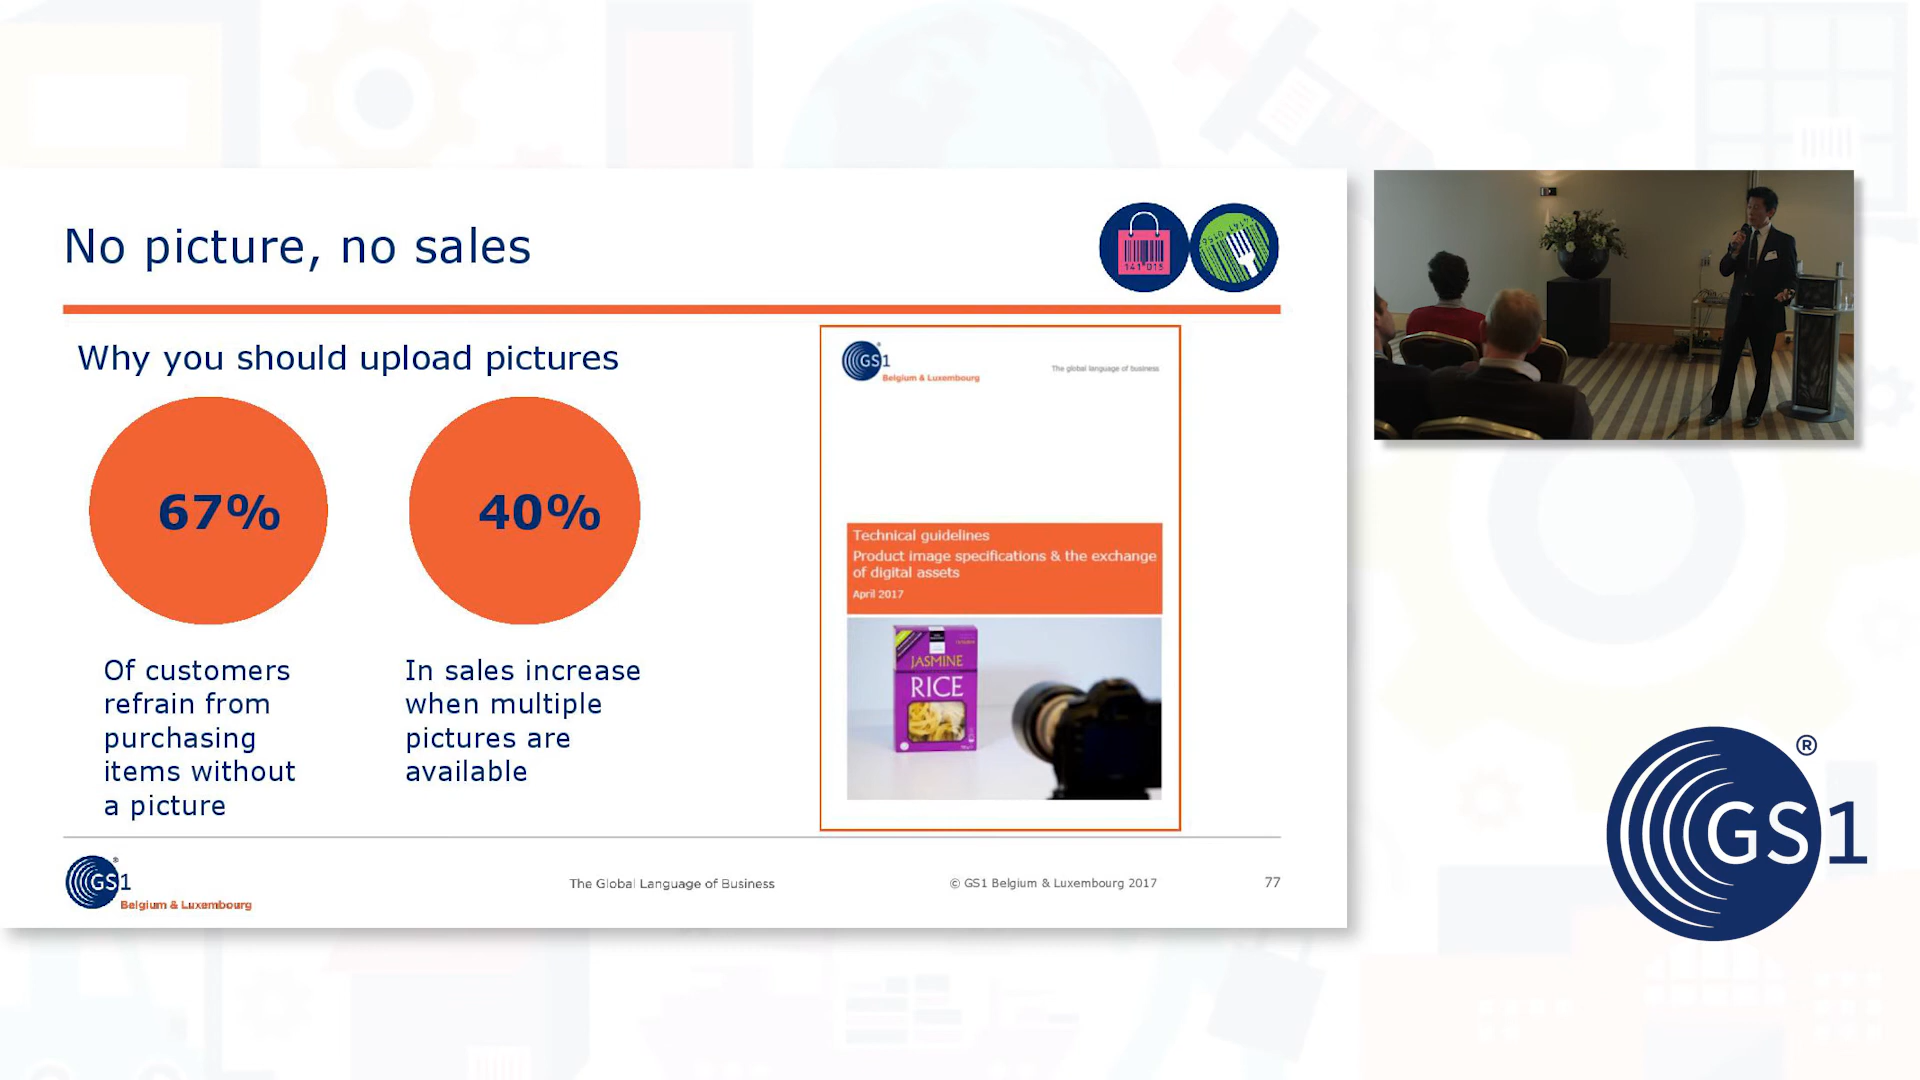 No picture, no sales
141 015
Why you should upload pictures
67%
40%
Of customers
refrain from
purchasing
items without
a picture
In sales increase
when multiple
pictures are
available
GS1
Belgium & Luxembourg
The global language of business
Technical guidelines
Product image specifications & the exchange
of digital assets
April 2017
JASMINE
RICE
GS1
Belgium & Luxembourg
The Global Language of Business
© GS1 Belgium & Luxembourg 2017
77
GS1®